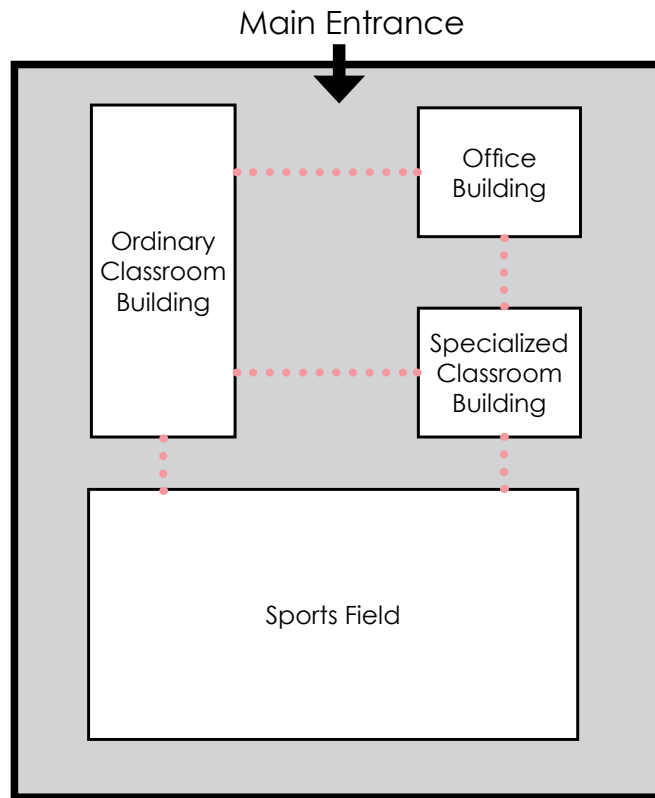 Main Entrance
Office
Building
Ordinary
Classroom
Building
Specialized
Classroom
Building
Sports Field